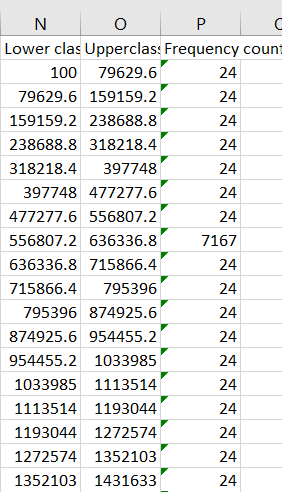 N O P
Lower clas Upperclass Frequency count
100 79629.6 24
79629.6 159159.2 24
159159.2 238688.8 24
238688.8 318218.4 24
318218.4 397748 24
397748 477277.6 24
477277.6 556807.2 24
556807.2 636336.8 7167
636336.8 715866.4 24
715866.4 795396 24
795396 874925.6 24
874925.6 954455.2 24
954455.2 1033985 24
1033985 1113514 24
1113514 1193044 24
1193044 1272574 24
1272574 1352103 24
1352103 1431633 24